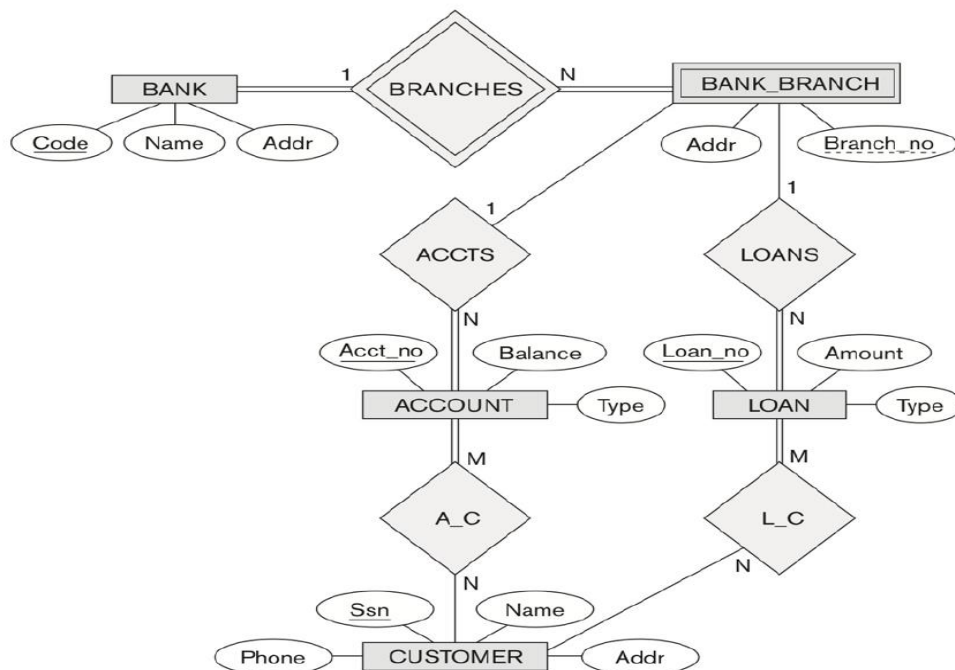 1 N
BANK BRANCHES BANK_BRANCH
Code Name Addr Addr Branch_no
1 1
ACCTS LOANS
N N
Acct_no Balance Loan_no Amount
ACCOUNT Type LOAN Type
M M
A_C L_C
N N
Ssn Name
Phone CUSTOMER Addr